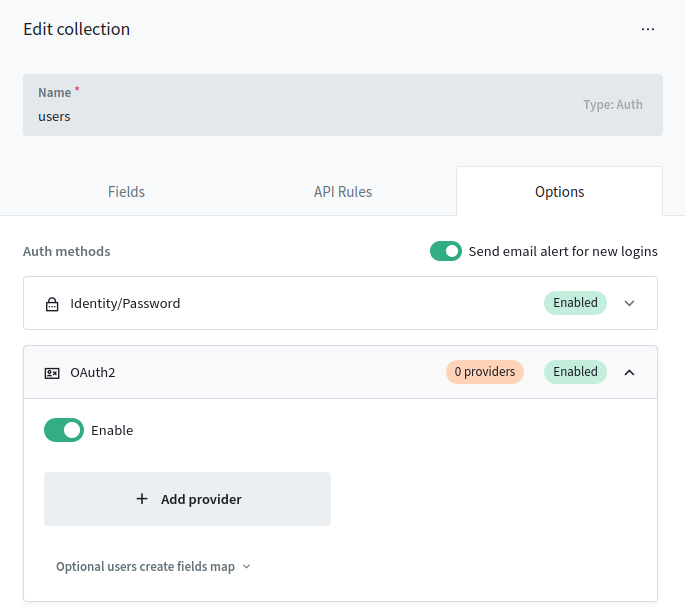 Edit collection
Name *
users
Type: Auth
Fields
API Rules
Options
Auth methods
Send email alert for new logins
Identity/Password
Enabled
OAuth2
0 providers
Enabled
Enable
+ Add provider
Optional users create fields map